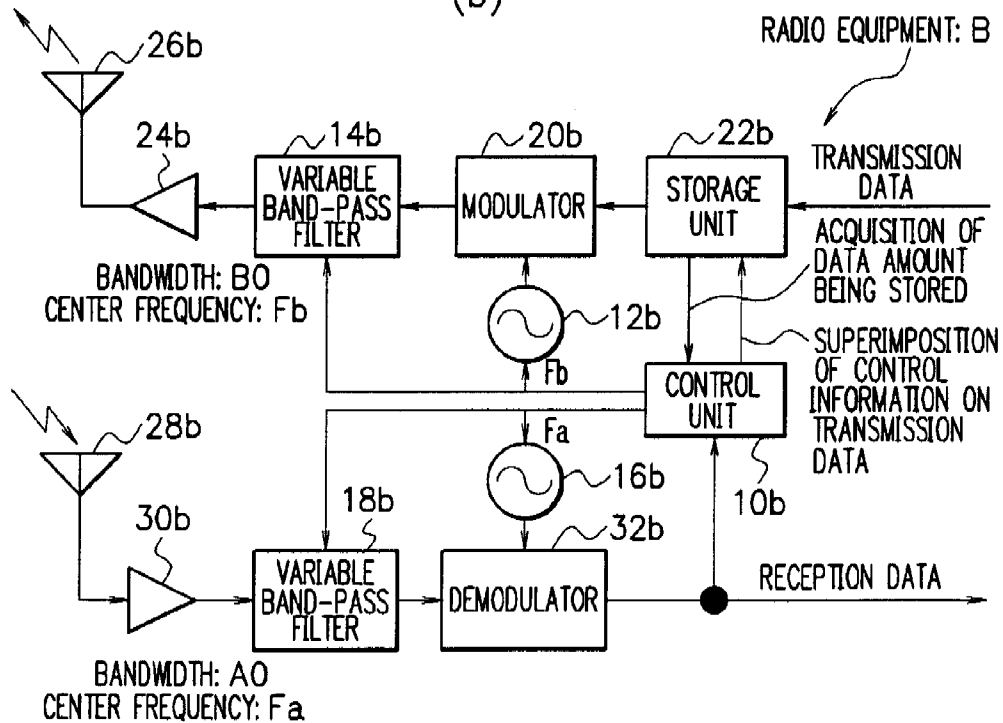 (b)
RADIO EQUIPMENT: B
26b
24b
14b
20b
22b
VARIABLE
BAND-PASS
FILTER
MODULATOR
STORAGE
UNIT
TRANSMISSION
DATA
BANDWIDTH: B0
CENTER FREQUENCY: Fb
12b
Fb
ACQUISITION OF
DATA AMOUNT
BEING STORED
SUPERIMPOSITION
OF CONTROL
INFORMATION ON
TRANSMISSION
DATA
CONTROL
UNIT
10b
Fa
16b
28b
30b
18b
32b
VARIABLE
BAND-PASS
FILTER
DEMODULATOR
RECEPTION DATA
BANDWIDTH: A0
CENTER FREQUENCY: Fa